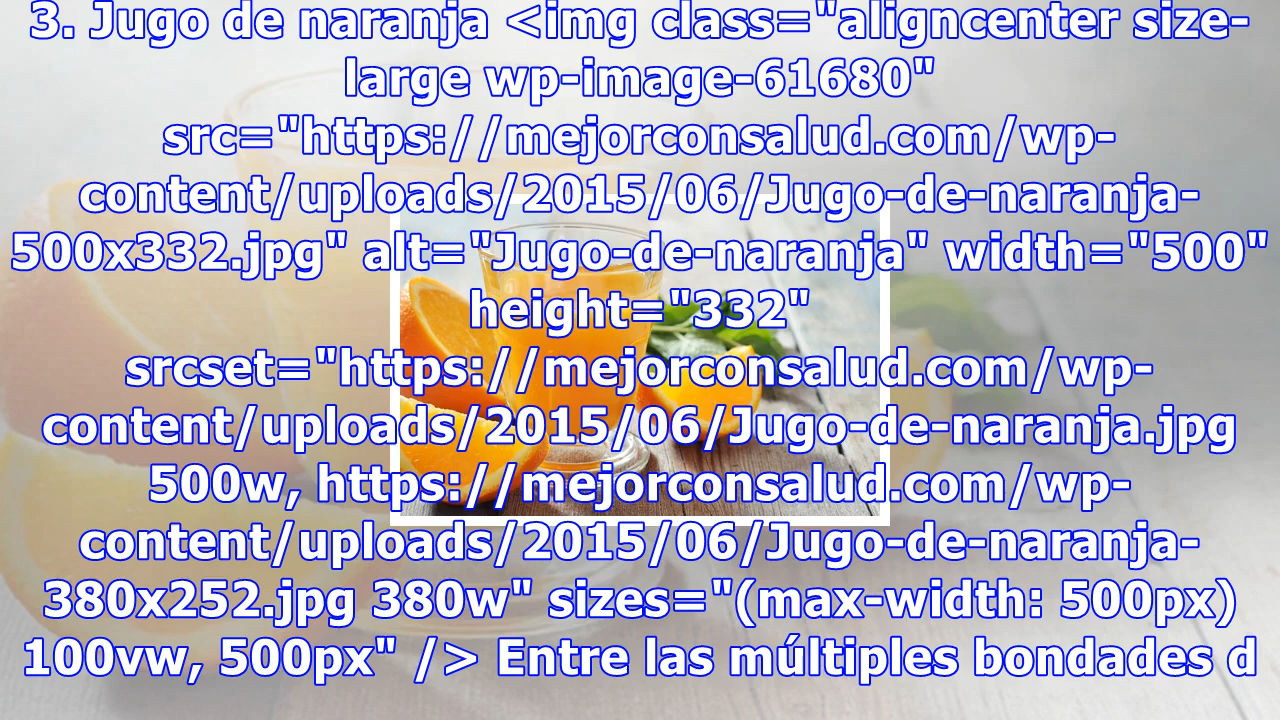 3. Jugo de naranja <img class="aligncenter size-
large wp-image-61680"
src="https://mejorconsalud.com/wp-
content/uploads/2015/06/Jugo-de-naranja-
500x332.jpg" alt="Jugo-de-naranja" width="500"
height="332"
srcset="https://mejorconsalud.com/wp-
content/uploads/2015/06/Jugo-de-naranja.jpg
500w, https://mejorconsalud.com/wp-
content/uploads/2015/06/Jugo-de-naranja-
380x252.jpg 380w" sizes="(max-width: 500px)
100vw, 500px" /> Entre las múltiples bondades d